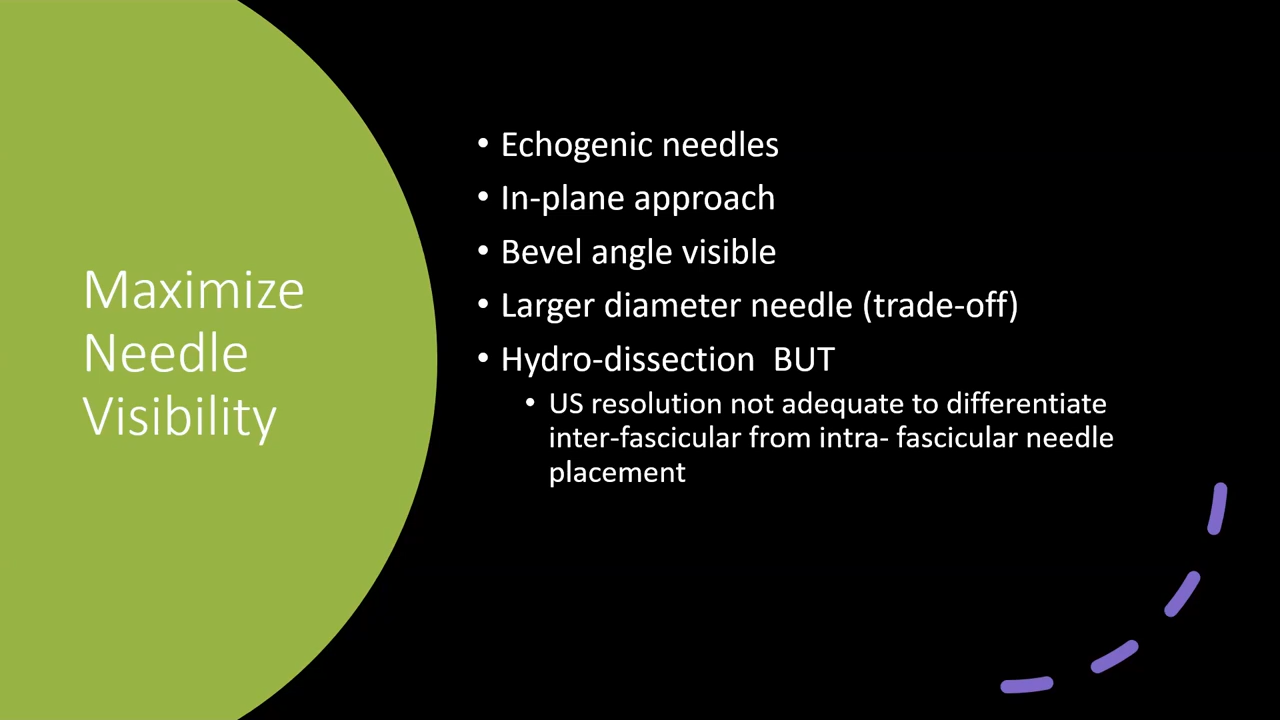 Maximize
Needle
Visibility
• Echogenic needles
• In-plane approach
• Bevel angle visible
• Larger diameter needle (trade-off)
• Hydro-dissection  BUT
• US resolution not adequate to differentiate
inter-fascicular from intra- fascicular needle
placement